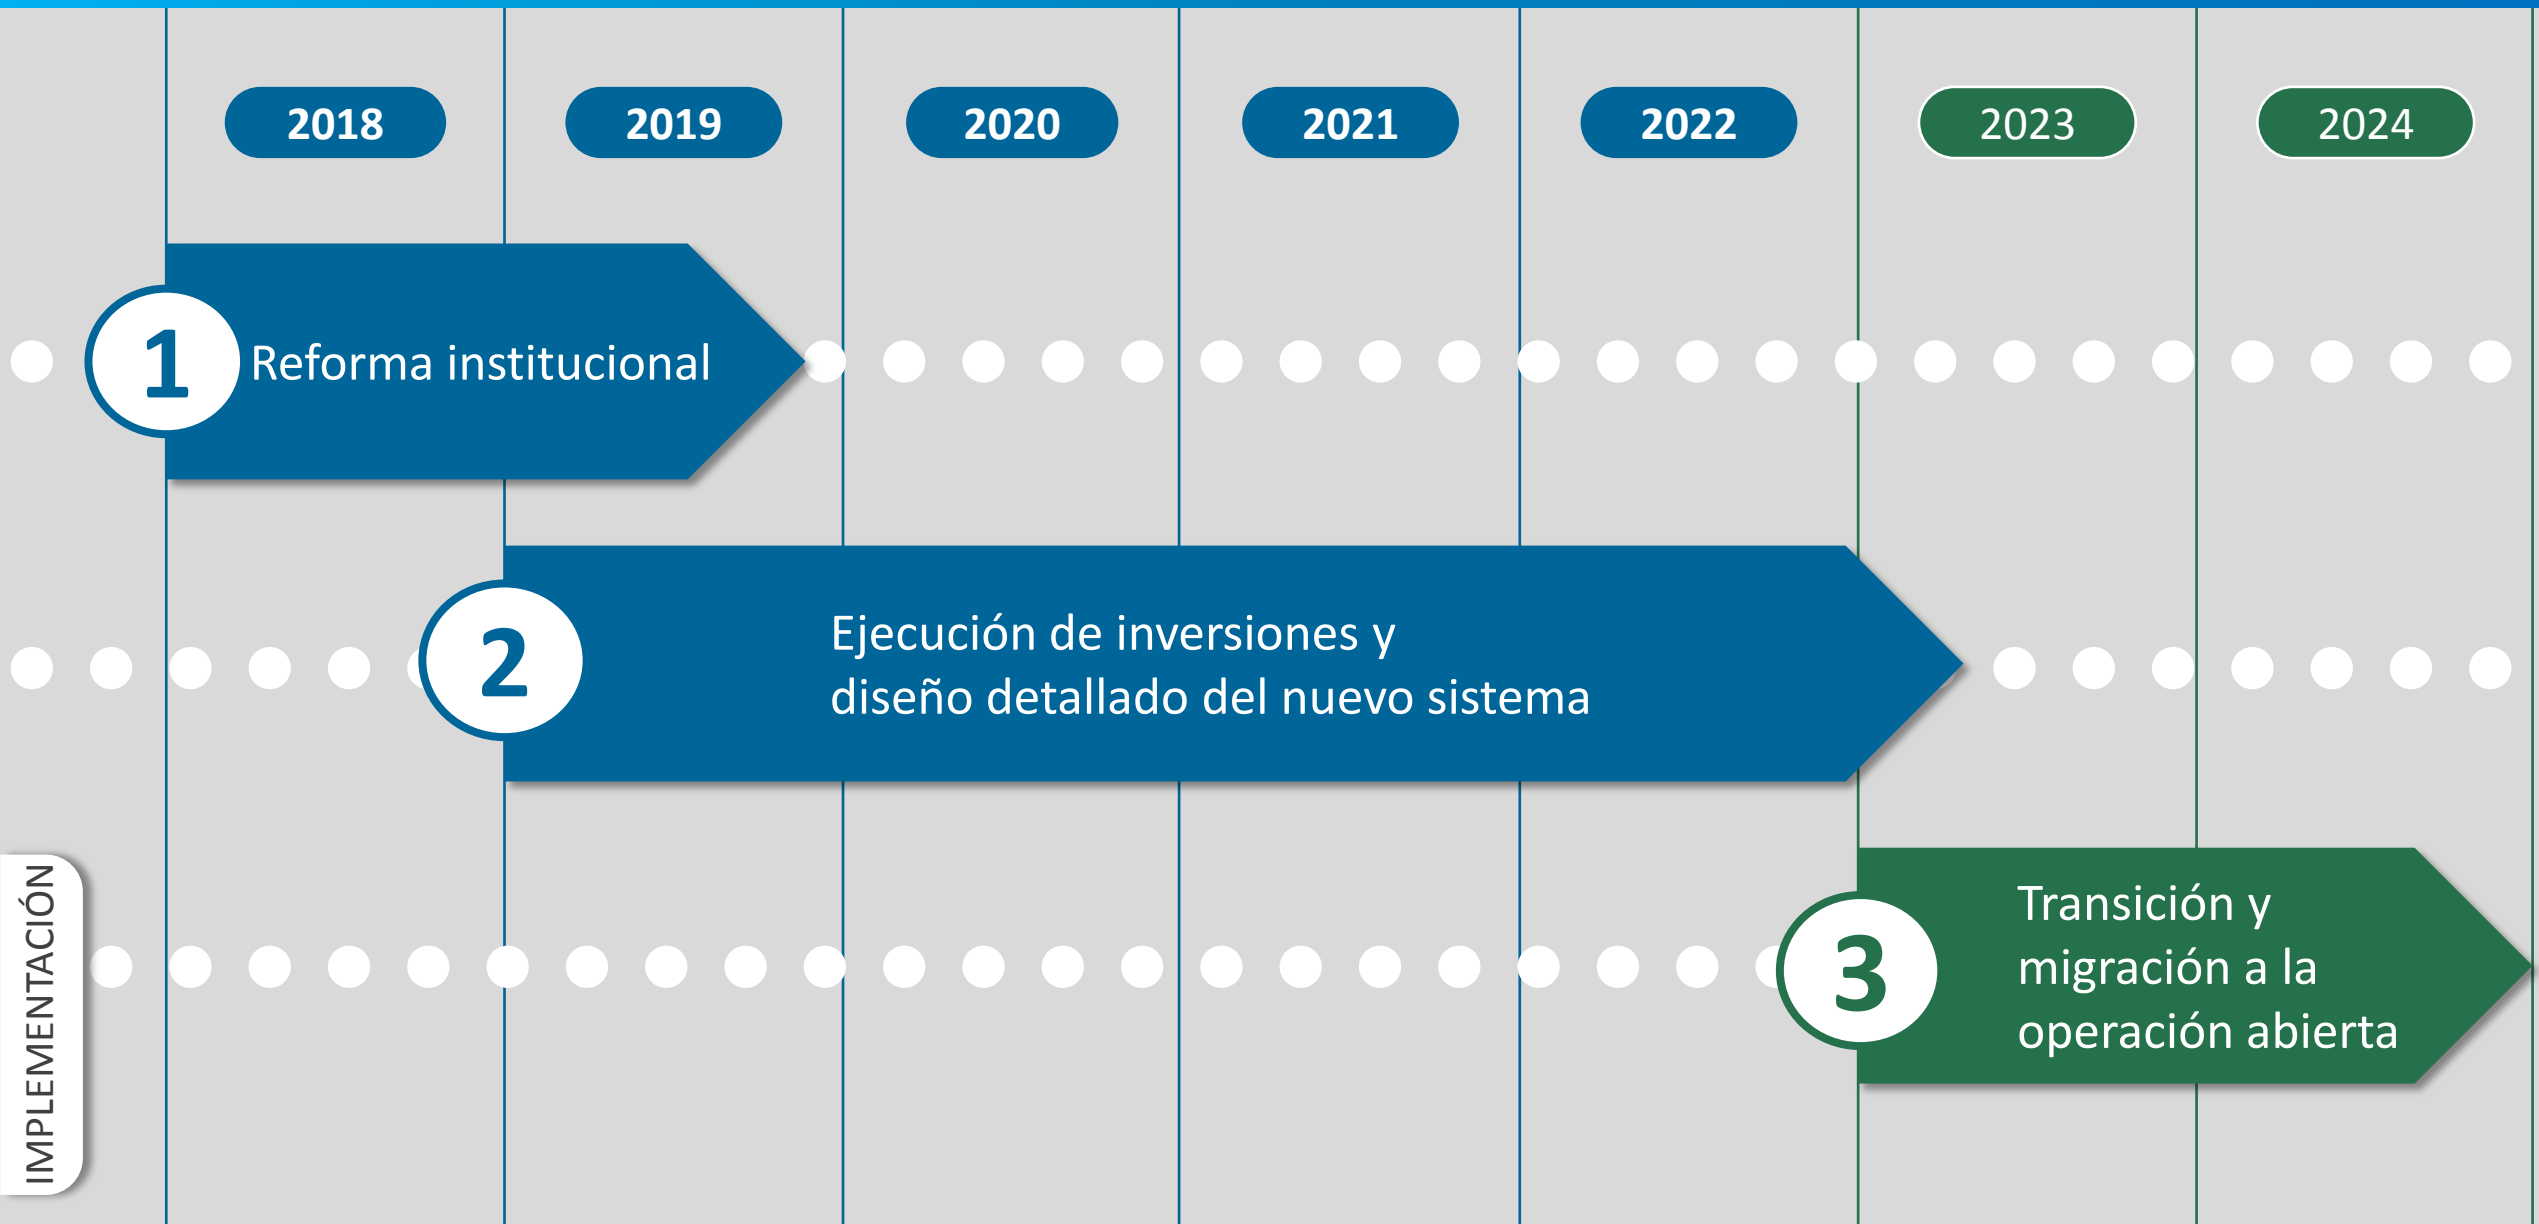 2018
2019
2020
2021
2022
2023
2024
1
Reforma institucional
2
Ejecución de inversiones y
diseño detallado del nuevo sistema
IMPLEMENTACIÓN
3
Transición y
migración a la
operación abierta